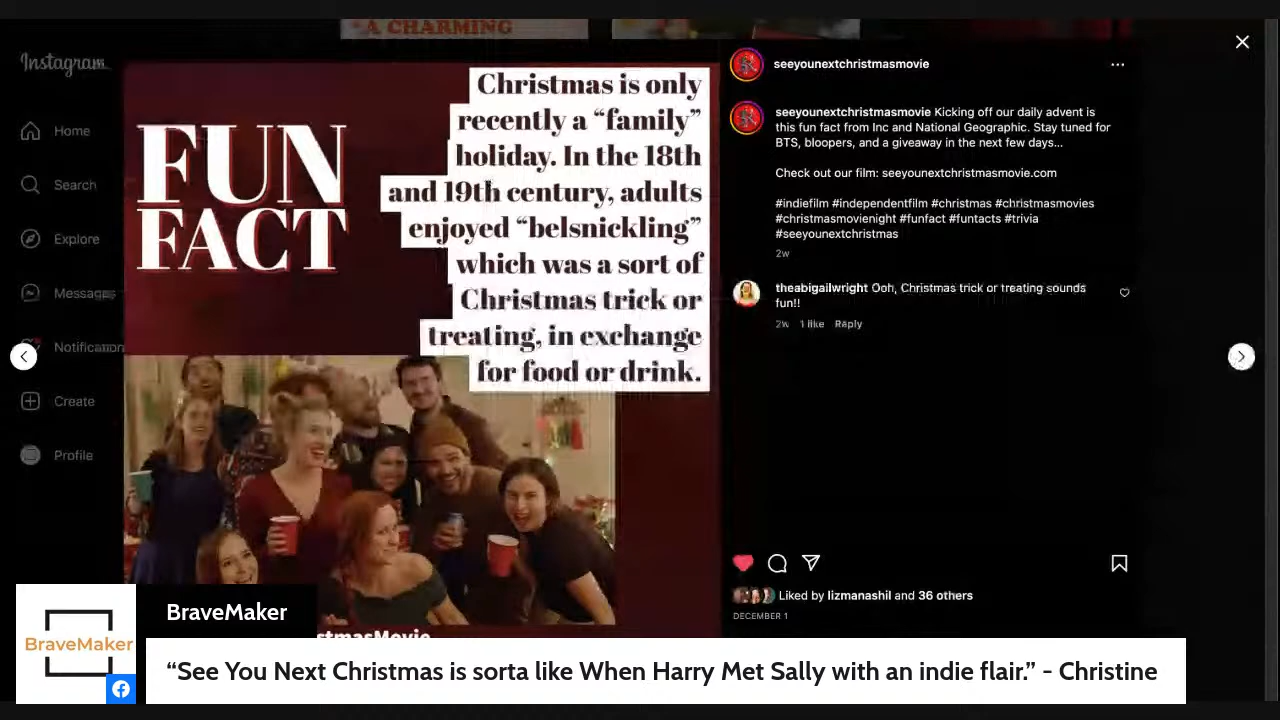 "A CHARMING
Instagram
Home
Search
Explore
Messages
Notifications
Create
Profile
FUN
FACT
Christmas is only
recently a “family”
holiday. In the 18th
and 19th century, adults
enjoyed “belsnickling”
which was a sort of
Christmas trick or
treating, in exchange
for food or drink.
stmasMovie
seeyounextchristmasmovie
seeyounextchristmasmovie Kicking off our daily advent is
this fun fact from Inc and National Geographic. Stay tuned for
BTS, bloopers, and a giveaway in the next few days...
Check out our film: seeyounextchristmasmovie.com
#indiefilm #independentfilm #christmas #christmasmovies
#christmasmovienight #funfact #funtacts #trivia
#seeyounextchristmas
2w
theabigailwright Ooh, Christmas trick or treating sounds
fun!!
2w 1 like Reply
Liked by lizmanashil and 36 others
DECEMBER 1
BraveMaker
BraveMaker
“See You Next Christmas is sorta like When Harry Met Sally with an indie flair.” - Christine